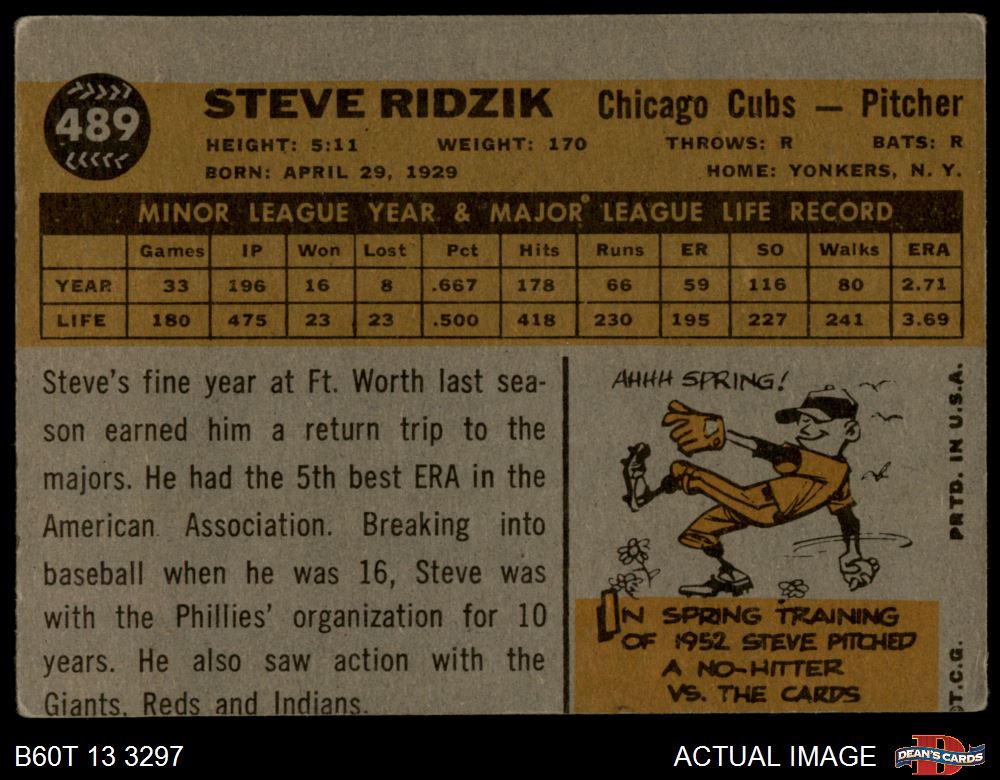 489
STEVE RIDZIK Chicago Cubs — Pitcher
HEIGHT: 5:11 WEIGHT: 170 THROWS: R BATS: R
BORN: APRIL 29, 1929 HOME: YONKERS, N. Y.
MINOR LEAGUE YEAR & MAJOR LEAGUE LIFE RECORD
Games IP Won Lost Pct Hits Runs ER SO Walks ERA
YEAR 33 196 16 8 .667 178 66 59 116 80 2.71
LIFE 180 475 23 23 .500 418 230 195 227 241 3.69
Steve's fine year at Ft. Worth last sea-
son earned him a return trip to the
majors. He had the 5th best ERA in the
American Association. Breaking into
baseball when he was 16, Steve was
with the Phillies' organization for 10
years. He also saw action with the
Giants, Reds and Indians.
AHHH SPRING!
IN SPRING TRAINING
OF 1952 STEVE PITCHED
A NO-HITTER
VS. THE CARDS
©T.C.G. PRTD. IN U.S.A.
B60T 13 3297
ACTUAL IMAGE
D
DEAN'S CARDS